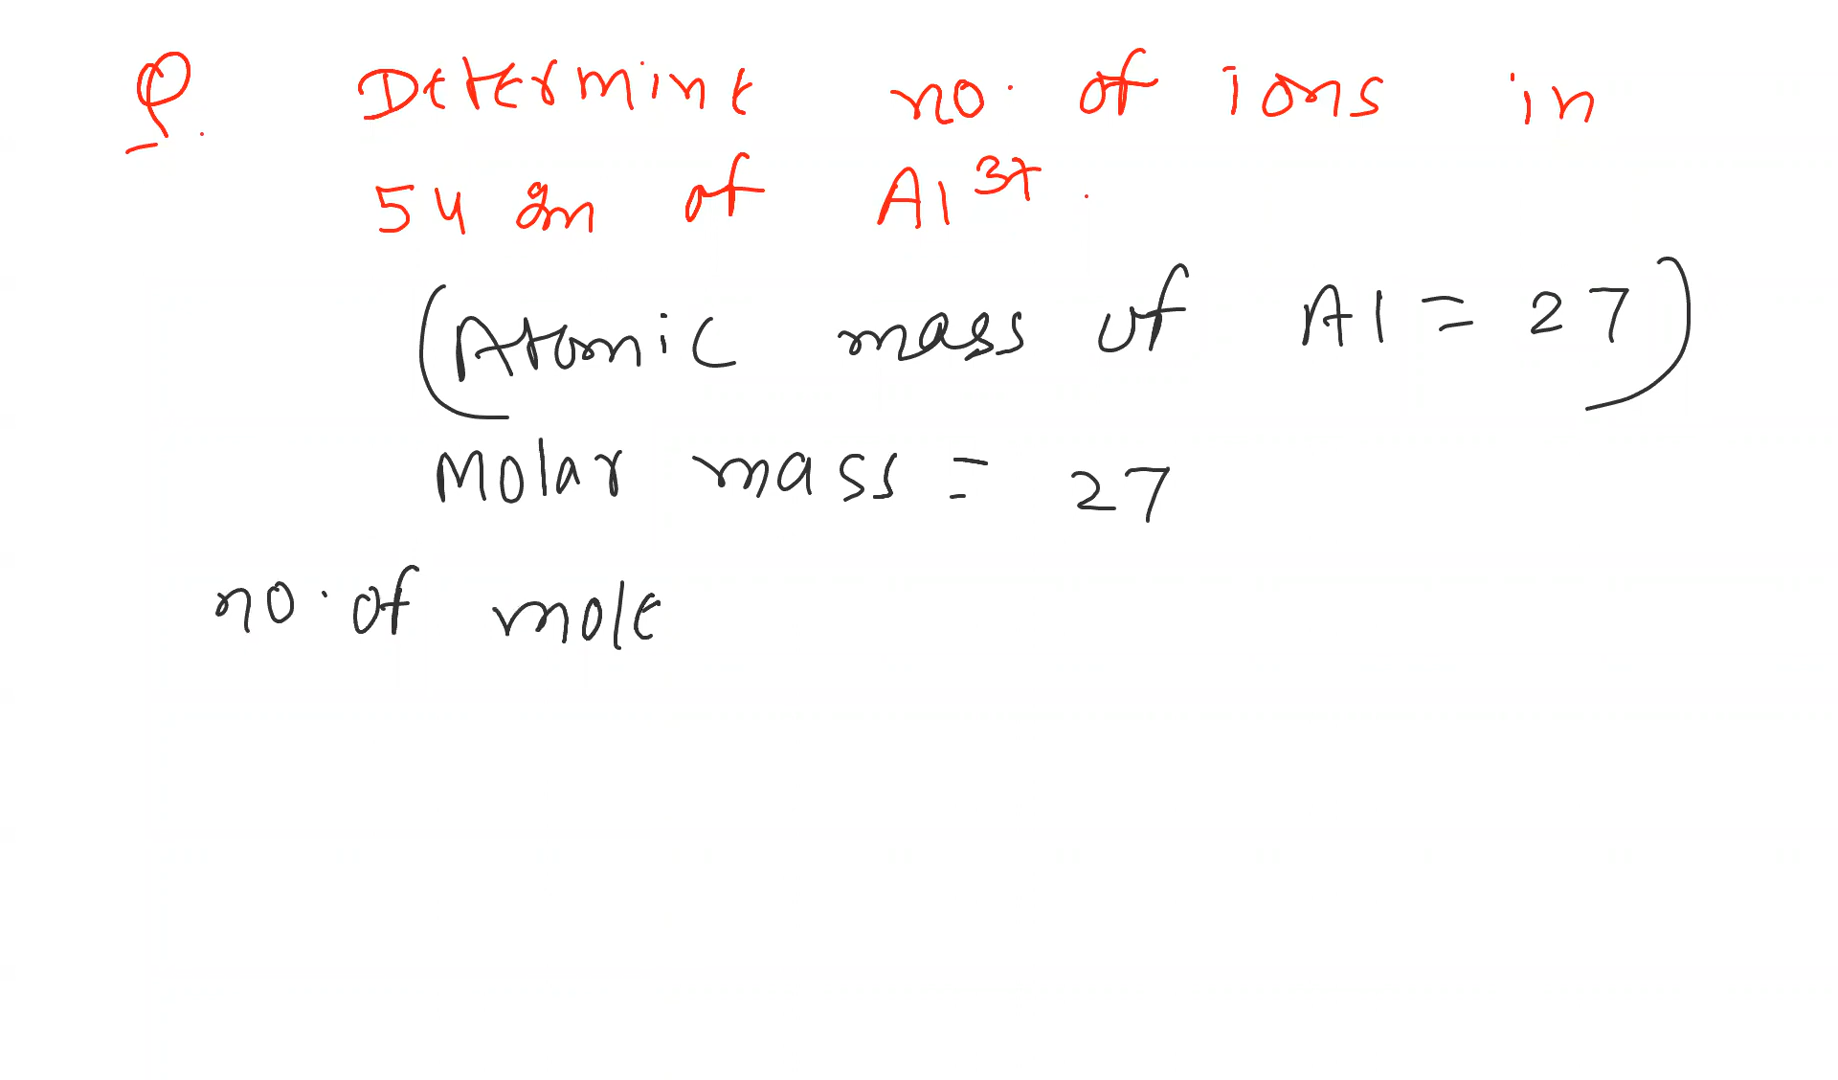 Q. Determine no. of ions in
54 gm of Al³⁺.
(Atomic mass of Al = 27)
Molar mass = 27
no. of mole